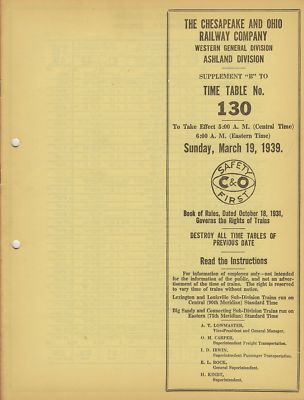 THE CHESAPEAKE AND OHIO
RAILWAY COMPANY
WESTERN GENERAL DIVISION
ASHLAND DIVISION
SUPPLEMENT "B" TO
TIME TABLE No.
130
To Take Effect 5:00 A. M. (Central Time)
6:00 A. M. (Eastern Time)
Sunday, March 19, 1939.
SAFETY
C&O
FIRST
Book of Rules, Dated October 18, 1931,
Governs the Rights of Trains
DESTROY ALL TIME TABLES OF
PREVIOUS DATE
Read the Instructions
For information of employes only—not intended
for the information of the public, and not an adver-
tisement of the time of trains. The right is reserved
to vary time of trains without notice.
Lexington and Louisville Sub-Division Trains run on
Central (90th Meridian) Standard Time
Big Sandy and Connecting Sub-Division Trains run on
Eastern (75th Meridian) Standard Time
A. T. LOWMASTER,
Vice-President and General Manager.
O. H. CARPER,
Superintendent Freight Transportation.
I. D. IRWIN,
Superintendent Passenger Transportation.
E. L. BOCK,
General Superintendent.
H. KINZY,
Superintendent.